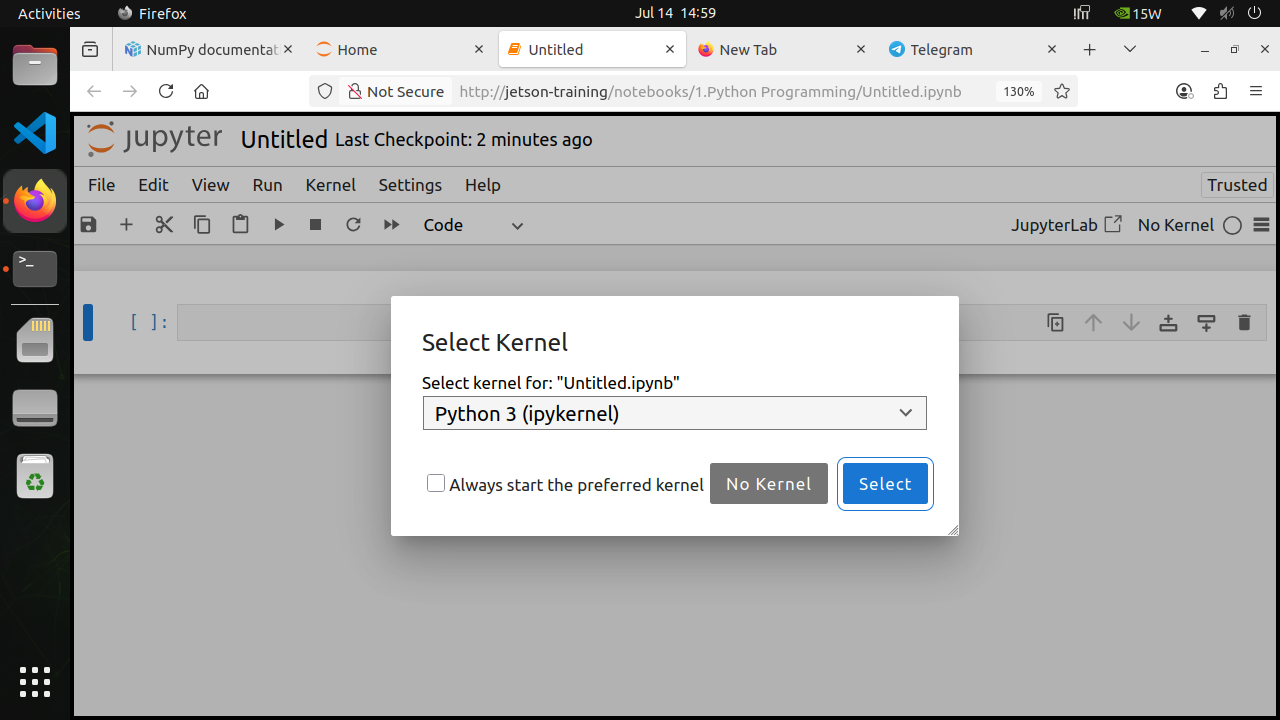 Activities
Firefox
Jul 14 14:59
15W
NumPy documentat
Home
Untitled
New Tab
Telegram
Not Secure
http://jetson-training/notebooks/1.Python Programming/Untitled.ipynb
130%
jupyter
Untitled
Last Checkpoint: 2 minutes ago
File
Edit
View
Run
Kernel
Settings
Help
Trusted
Code
JupyterLab
No Kernel
[ ]:
Select Kernel
Select kernel for: "Untitled.ipynb"
Python 3 (ipykernel)
Always start the preferred kernel
No Kernel
Select